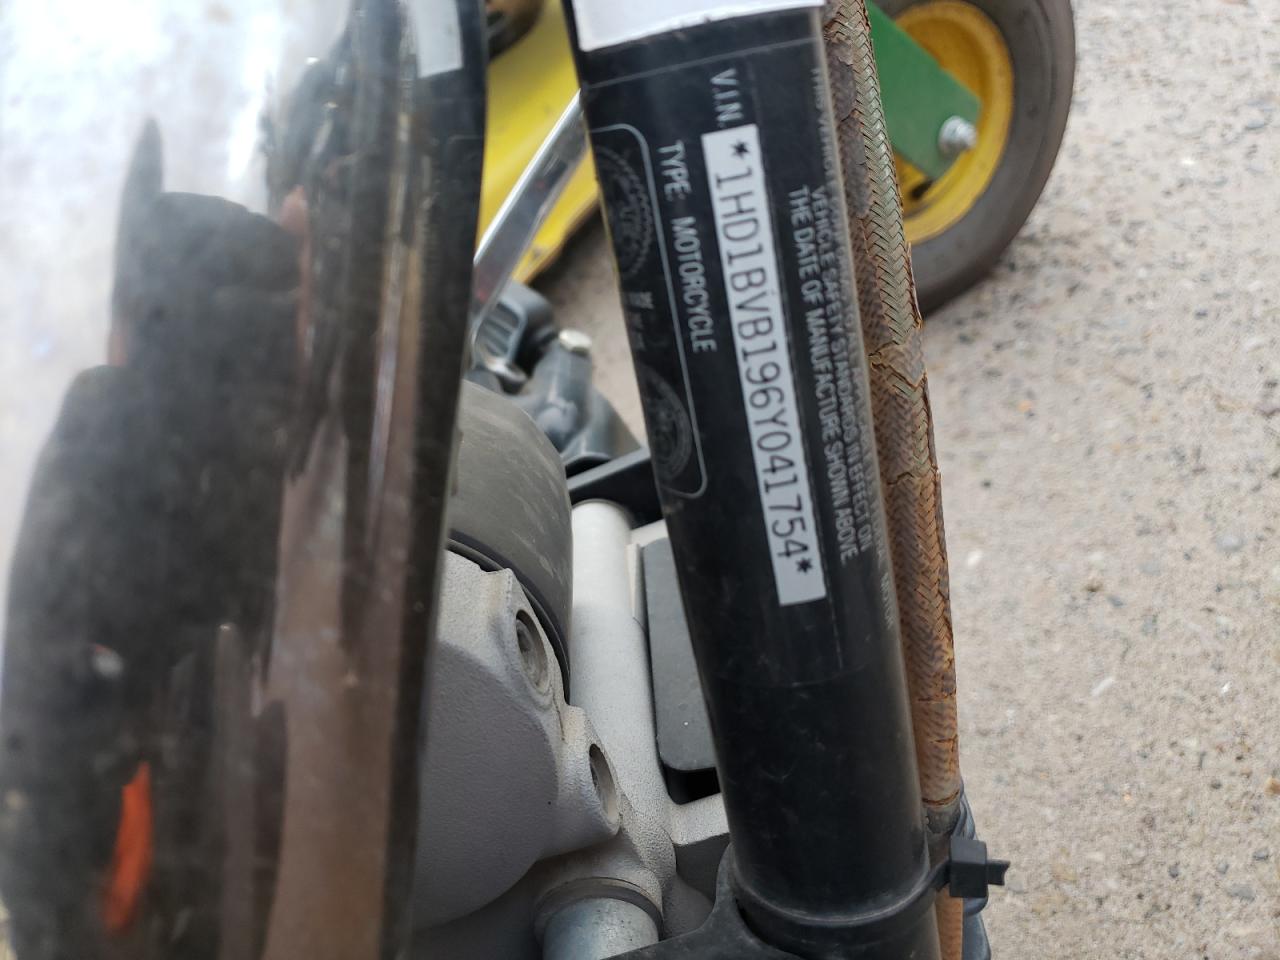 VEHICLE SAFETY STANDARDS IN EFFECT ON
THE DATE OF MANUFACTURE SHOWN ABOVE
V.I.N.
*1HD1BVB196Y041754*
TYPE: MOTORCYCLE